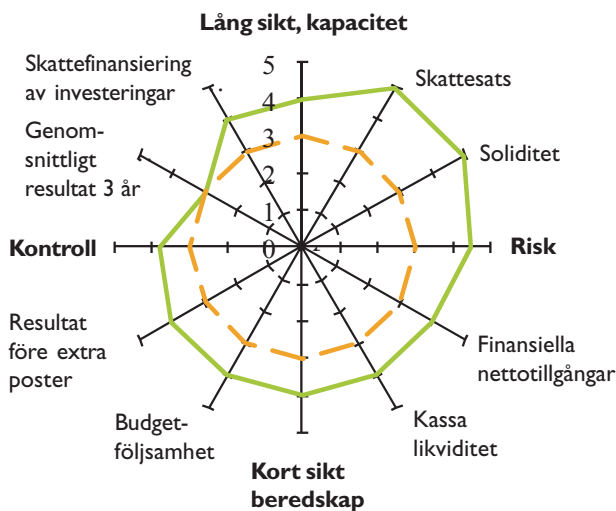 Lång sikt, kapacitet
Skattefinansiering
av investeringar
Genom-
snittligt
resultat 3 år
Kontroll
Resultat
före extra
poster
Budget-
följsamhet
Kort sikt
beredskap
Kassa
likviditet
Finansiella
nettotillgångar
Risk
Soliditet
Skattesats
5
4
3
2
1
0